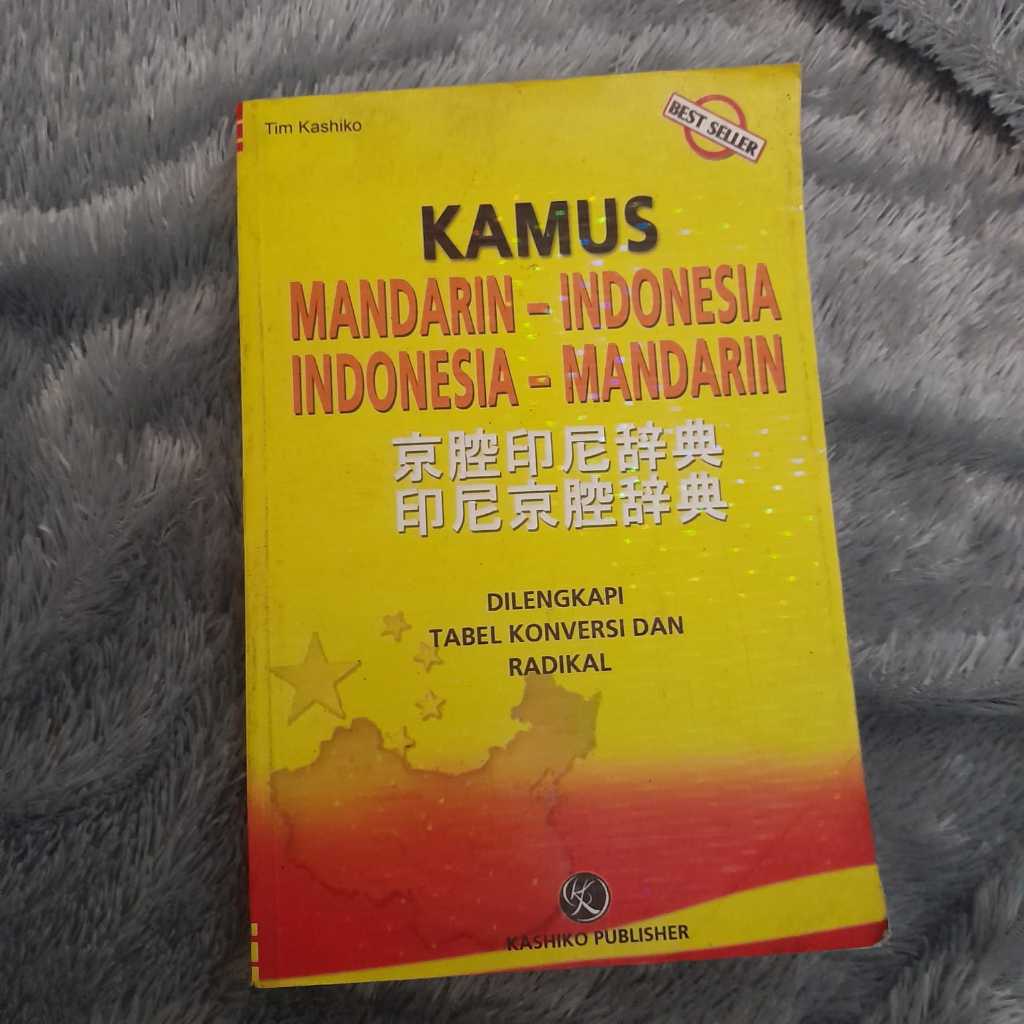 Tim Kashiko
BEST SELLER
KAMUS
MANDARIN – INDONESIA
INDONESIA – MANDARIN
京腔印尼辞典
印尼京腔辞典
DILENGKAPI
TABEL KONVERSI DAN
RADIKAL
KASHIKO PUBLISHER